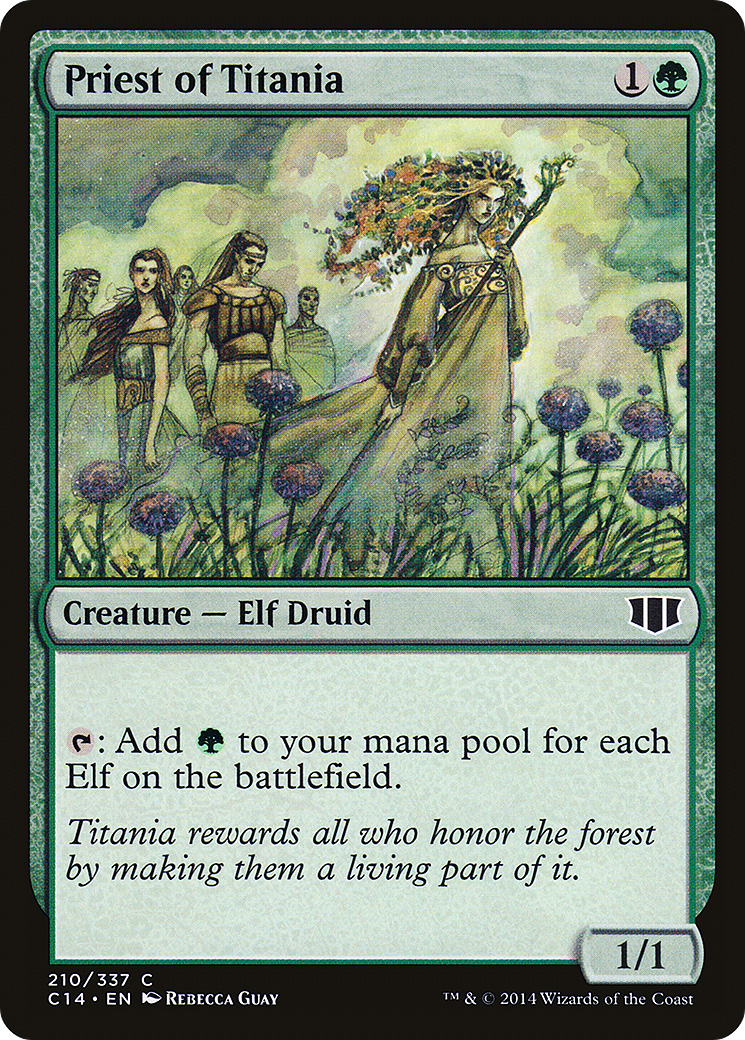 Priest of Titania 1
Creature — Elf Druid
: Add to your mana pool for each
Elf on the battlefield.
Titania rewards all who honor the forest
by making them a living part of it.
1/1
210/337 C
C14 • EN Rebecca Guay
™ & © 2014 Wizards of the Coast